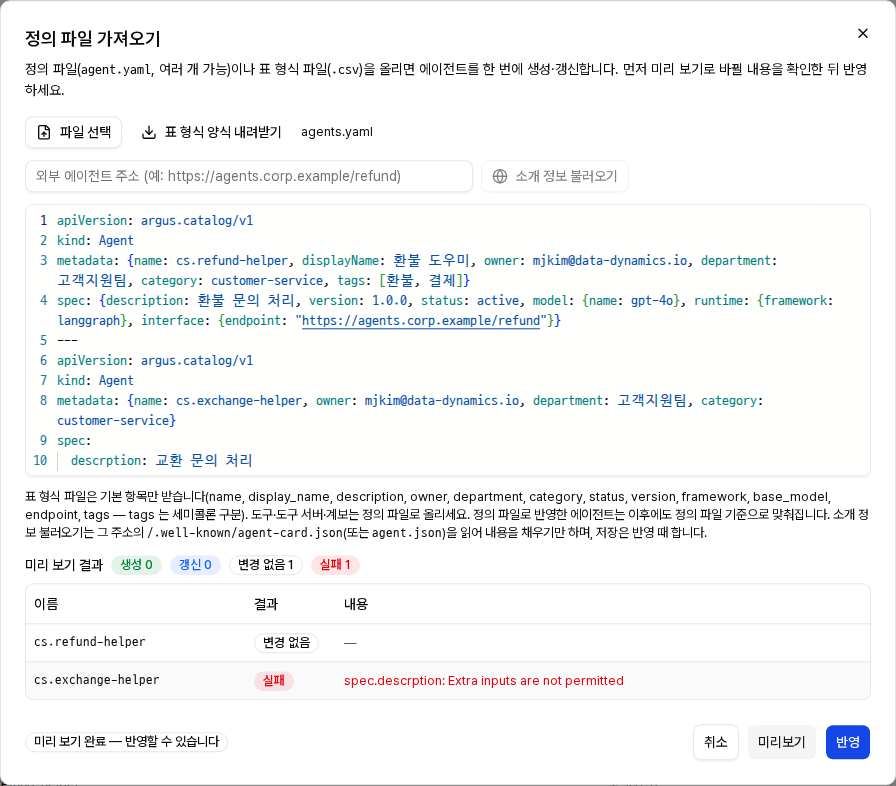 정의 파일 가져오기
정의 파일(agent.yaml, 여러 개 가능)이나 표 형식 파일(.csv)을 올리면 에이전트를 한 번에 생성·갱신합니다. 먼저 미리 보기로 바뀔 내용을 확인한 뒤 반영
하세요.
파일 선택 표 형식 양식 내려받기 agents.yaml
외부 에이전트 주소 (예: https://agents.corp.example/refund) 소개 정보 불러오기
1 apiVersion: argus.catalog/v1
2 kind: Agent
3 metadata: {name: cs.refund-helper, displayName: 환불 도우미, owner: mjkim@data-dynamics.io, department:
고객지원팀, category: customer-service, tags: [환불, 결제]}
4 spec: {description: 환불 문의 처리, version: 1.0.0, status: active, model: {name: gpt-4o}, runtime: {framework:
langgraph}, interface: {endpoint: "https://agents.corp.example/refund"}}
5 ---
6 apiVersion: argus.catalog/v1
7 kind: Agent
8 metadata: {name: cs.exchange-helper, owner: mjkim@data-dynamics.io, department: 고객지원팀, category:
customer-service}
9 spec:
10 descrption: 교환 문의 처리
표 형식 파일은 기본 항목만 받습니다(name, display_name, description, owner, department, category, status, version, framework, base_model,
endpoint, tags — tags 는 세미콜론 구분). 도구·도구 서버·계보는 정의 파일로 올리세요. 정의 파일로 반영한 에이전트는 이후에도 정의 파일 기준으로 맞춰집니다. 소개 정
보 불러오기는 그 주소의 /.well-known/agent-card.json(또는 agent.json)을 읽어 내용을 채우기만 하며, 저장은 반영 때 합니다.
미리 보기 결과 생성 0 갱신 0 변경 없음 1 실패 1
이름 결과 내용
cs.refund-helper 변경 없음 —
cs.exchange-helper 실패 spec.descrption: Extra inputs are not permitted
미리 보기 완료 — 반영할 수 있습니다 취소 미리보기 반영